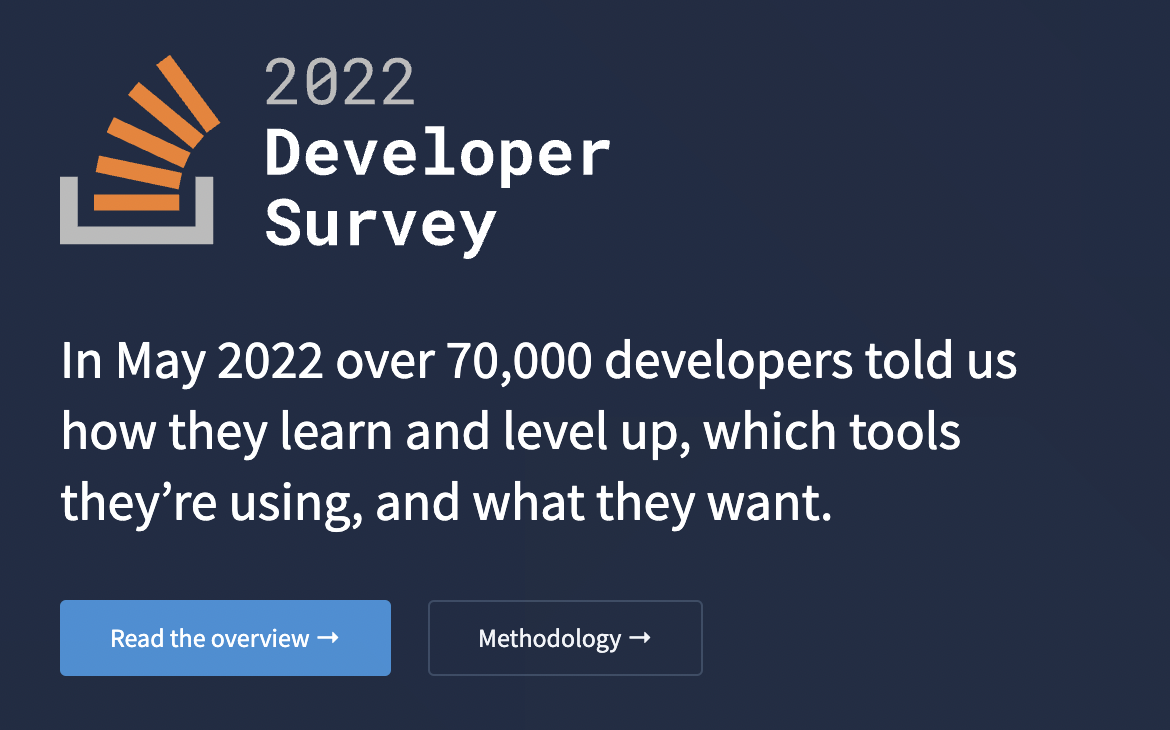 2022
Developer
Survey
In May 2022 over 70,000 developers told us
how they learn and level up, which tools
they’re using, and what they want.
Read the overview →
Methodology →